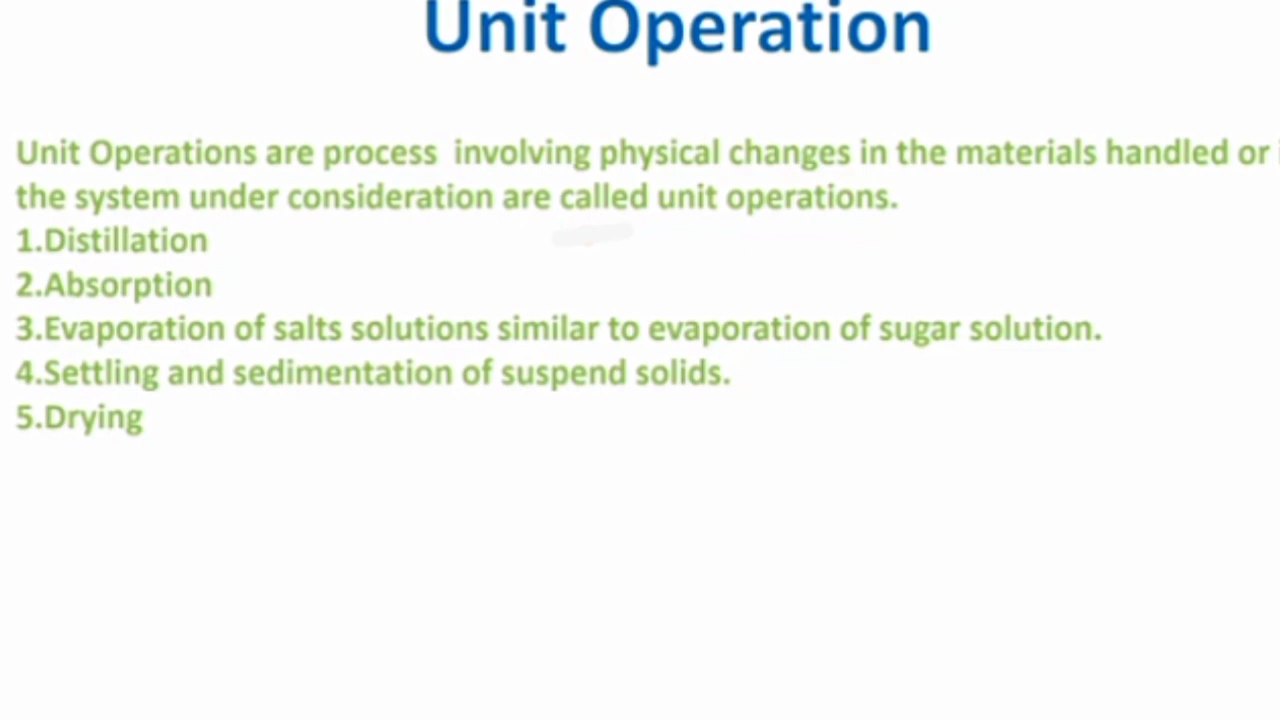 Unit Operation
Unit Operations are process involving physical changes in the materials handled or
the system under consideration are called unit operations.
1.Distillation
2.Absorption
3.Evaporation of salts solutions similar to evaporation of sugar solution.
4.Settling and sedimentation of suspend solids.
5.Drying